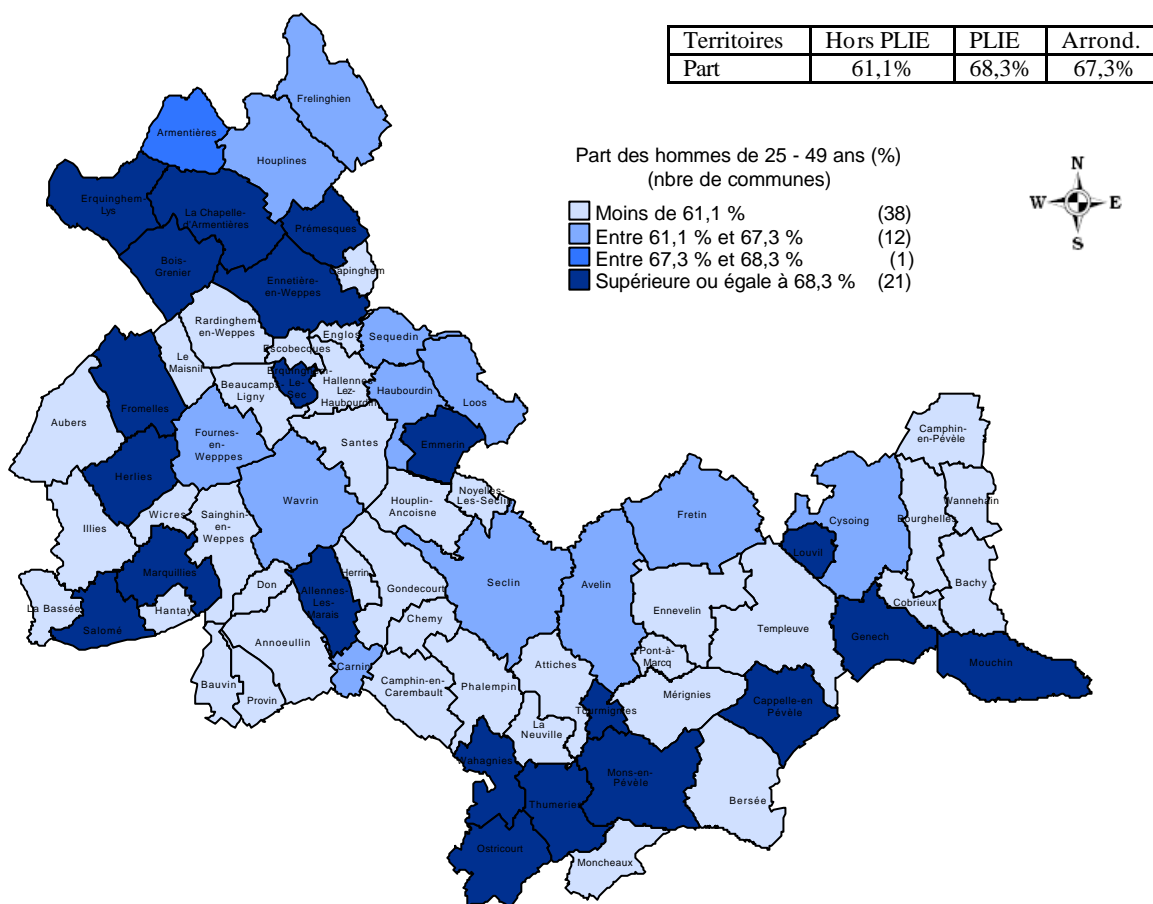 Territoires Hors PLIE PLIE Arrond.
Part 61,1% 68,3% 67,3%
Part des hommes de 25 - 49 ans (%)
(nbre de communes)
Moins de 61,1 % (38)
Entre 61,1 % et 67,3 % (12)
Entre 67,3 % et 68,3 % (1)
Supérieure ou égale à 68,3 % (21)
N
W E
S
Frelinghien
Armentières
Houplines
Erquinghem-
Lys
La Chapelle-
d'Armentières
Prémesques
Bois-
Grenier
Ennetière-
en-Weppes
Capinghem
Rardinghem-
en-Weppes
Englos
Sequedin
Escobecques
Le
Maisnil
Erquinghem-
Le-
Sec
Beaucamps-
Ligny
Hallennes-
Lez-
Haubourdin
Haubourdin
Loos
Fromelles
Aubers
Fournes-
en-
Wepppes
Santes
Emmerin
Herlies
Camphin-
en-Pévèle
Wavrin
Noyelles-
Les-Seclin
Houplin-
Ancoisne
Wannehain
Wicres
Sainghin-
en-
Weppes
Illies
Fretin
Cysoing
Bourghelles
Louvil
Marquillies
Herrin
Don
Gondecourt
Seclin
Avelin
Bachy
Allennes-
Les-
Marais
Cobrieux
La Bassée
Hantay
Ennevelin
Chemy
Templeuve
Salomé
Genech
Annoeullin
Pont-à-
Marcq
Mouchin
Attiches
Carnin
Camphin-en-
Carembault
Phalempin
Bauvin
Mérignies
Provin
Cappelle-en
Pévèle
Tourmignies
La
Neuville
Wahagnies
Mons-en-
Pévèle
Bersée
Thumeries
Ostricourt
Moncheaux